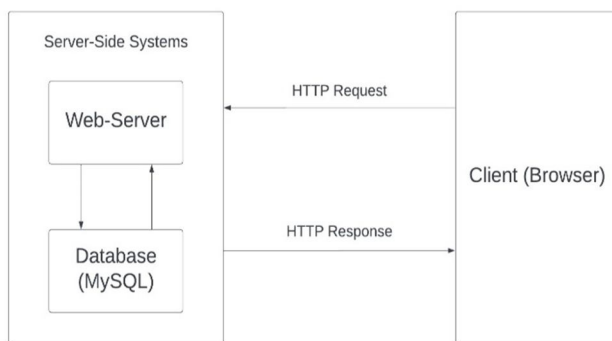 Server-Side Systems
Web-Server
Database
(MySQL)
HTTP Request
HTTP Response
Client (Browser)